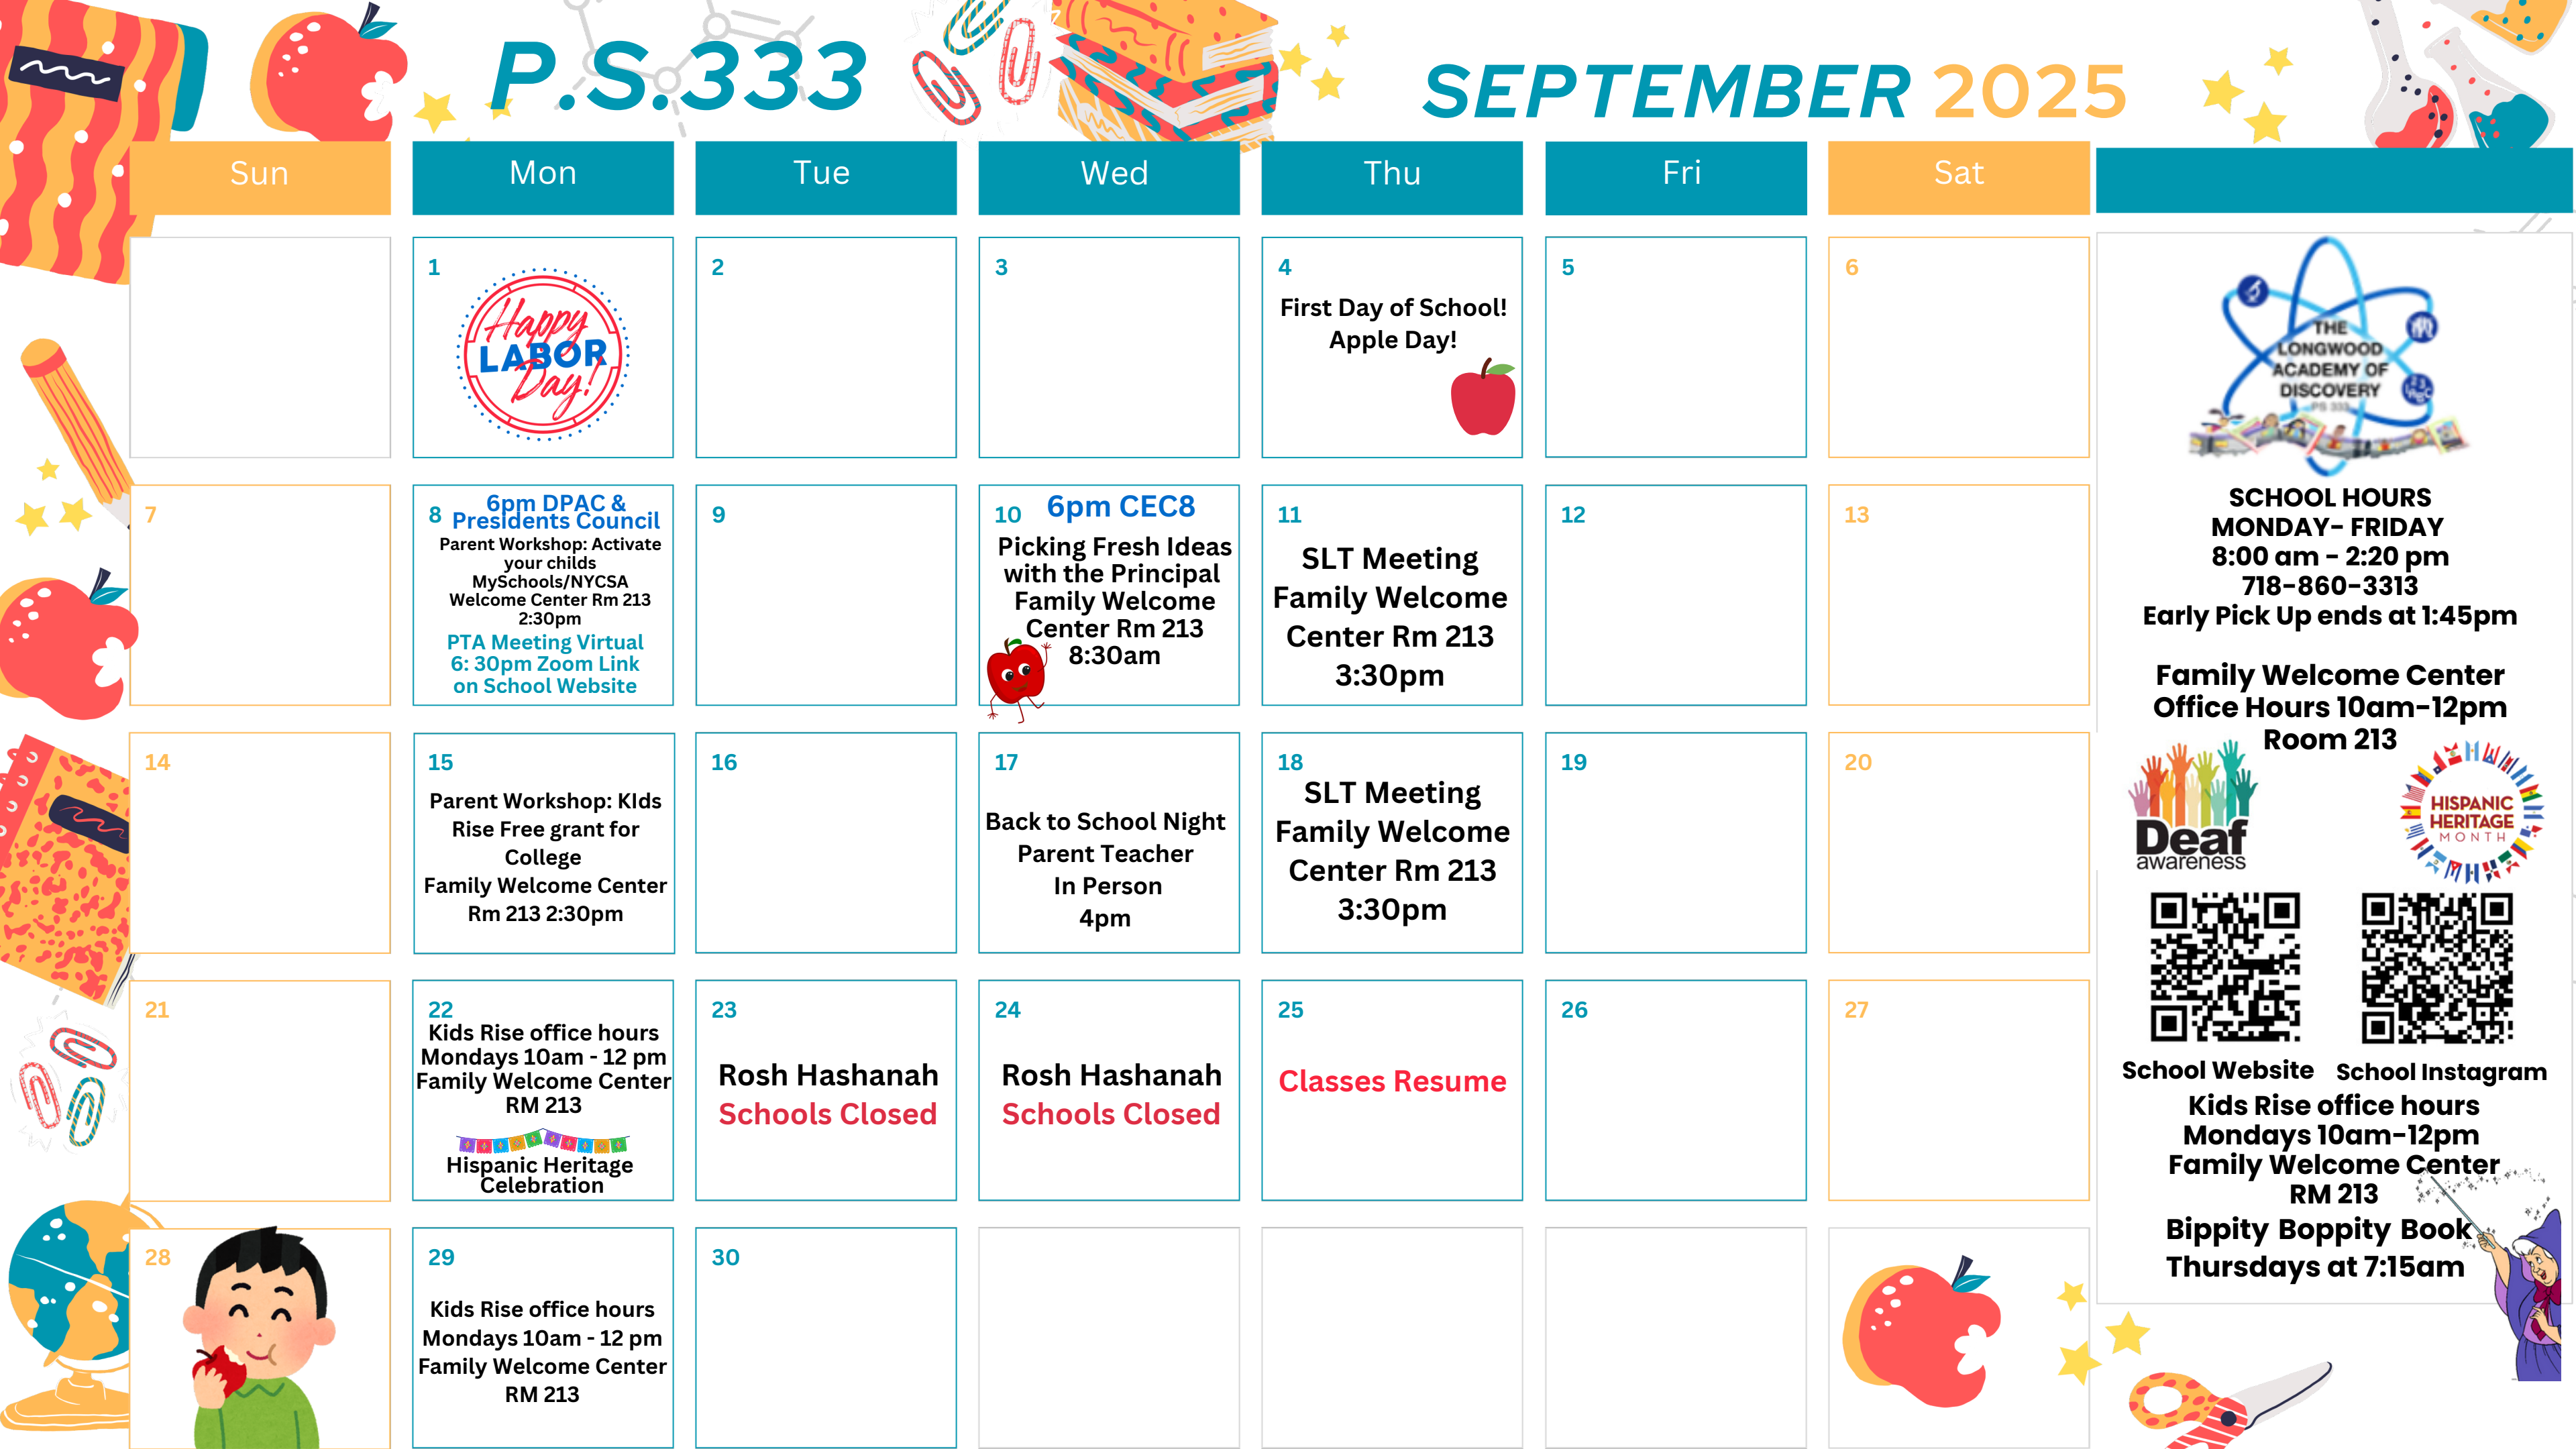 P.S.333
SEPTEMBER 2025
Sun
Mon
Tue
Wed
Thu
Fri
Sat
1
Happy
LABOR
Day!
2
3
4
First Day of School!
Apple Day!
5
6
7
8
6pm DPAC &
Presidents Council
Parent Workshop: Activate
your childs
MySchools/NYCSA
Welcome Center Rm 213
2:30pm
PTA Meeting Virtual
6: 30pm Zoom Link
on School Website
9
10
6pm CEC8
Picking Fresh Ideas
with the Principal
Family Welcome
Center Rm 213
8:30am
11
SLT Meeting
Family Welcome
Center Rm 213
3:30pm
12
13
14
15
Parent Workshop: KIds
Rise Free grant for
College
Family Welcome Center
Rm 213 2:30pm
16
17
Back to School Night
Parent Teacher
In Person
4pm
18
SLT Meeting
Family Welcome
Center Rm 213
3:30pm
19
20
21
22
Kids Rise office hours
Mondays 10am - 12 pm
Family Welcome Center
RM 213
Hispanic Heritage
Celebration
23
Rosh Hashanah
Schools Closed
24
Rosh Hashanah
Schools Closed
25
Classes Resume
26
27
28
29
Kids Rise office hours
Mondays 10am - 12 pm
Family Welcome Center
RM 213
30
THE
LONGWOOD
ACADEMY OF
DISCOVERY
PS 333
SCHOOL HOURS
MONDAY- FRIDAY
8:00 am - 2:20 pm
718-860-3313
Early Pick Up ends at 1:45pm
Family Welcome Center
Office Hours 10am-12pm
Room 213
Deaf
awareness
HISPANIC
HERITAGE
MONTH
School Website
School Instagram
Kids Rise office hours
Mondays 10am-12pm
Family Welcome Center
RM 213
Bippity Boppity Book
Thursdays at 7:15am